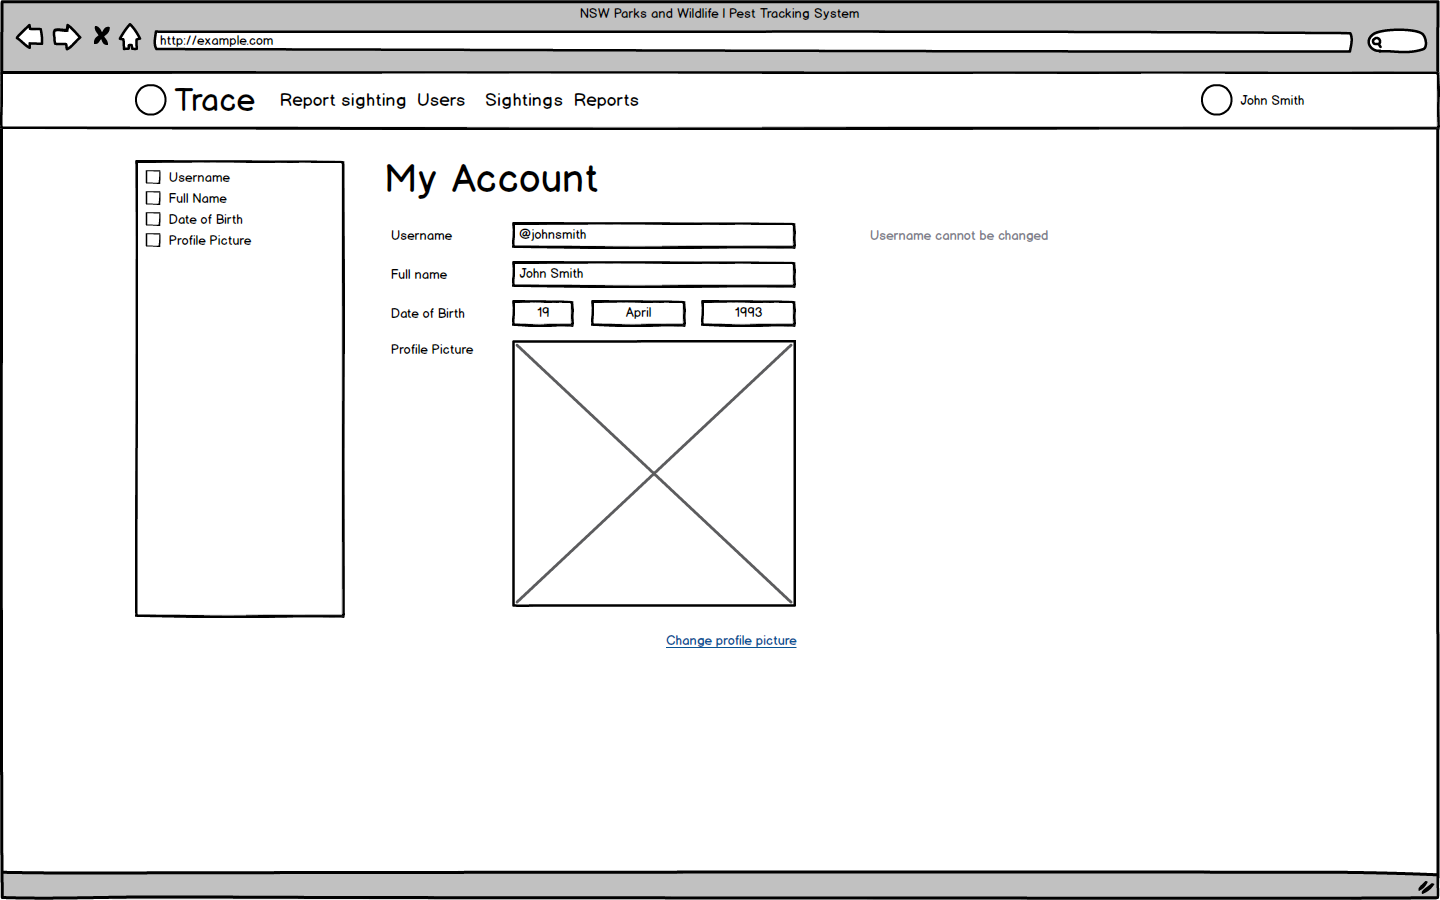 NSW Parks and Wildlife | Pest Tracking System
http://example.com
Trace Report sighting Users Sightings Reports John Smith
Username
Full Name
Date of Birth
Profile Picture
My Account
Username @johnsmith Username cannot be changed
Full name John Smith
Date of Birth 19 April 1993
Profile Picture
Change profile picture